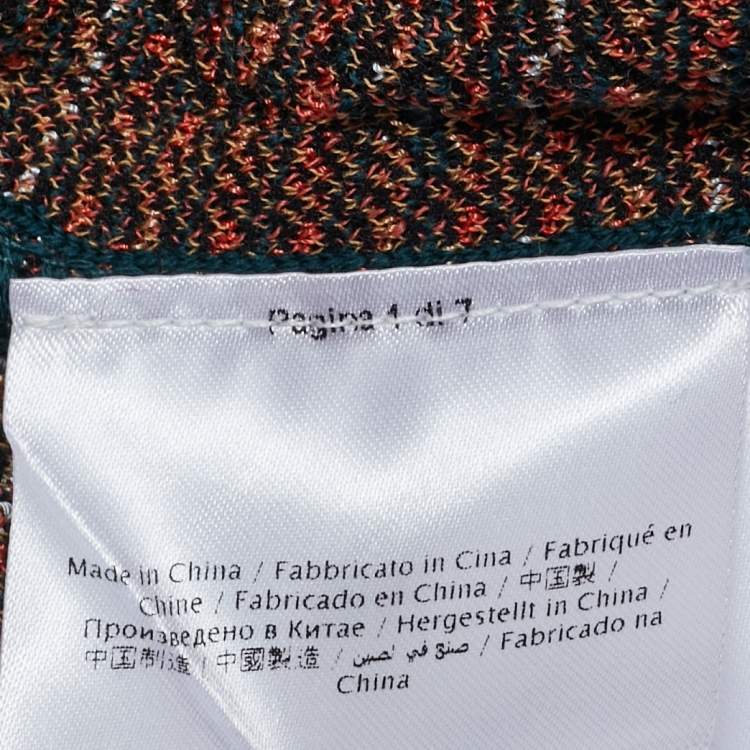 Pagina 1 di 7
Made in China / Fabbricato in Cina / Fabriqué en
Chine / Fabricado en China / 中国製 /
Произведено в Китае / Hergestellt in China /
中国制造 / 中國製造 / صنع في الصين / Fabricado na
China